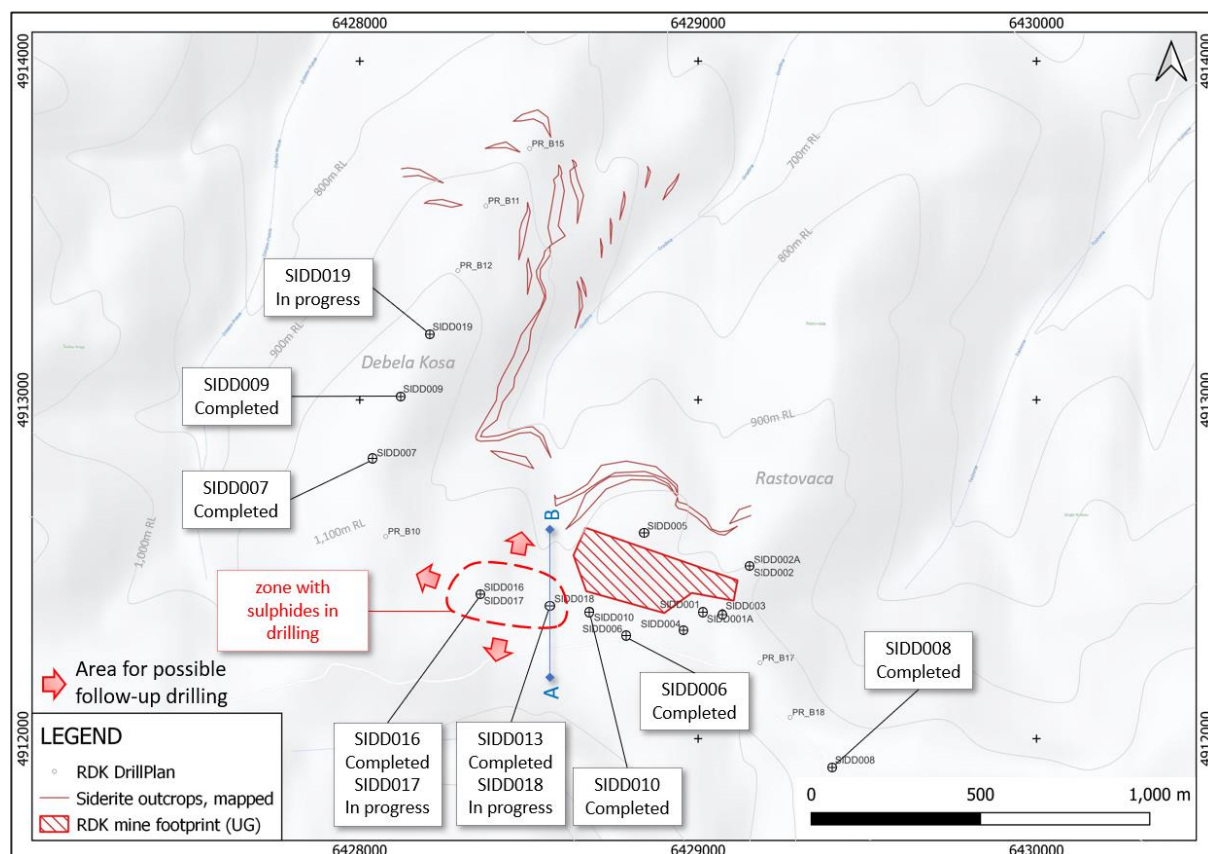 6428000
6429000
6430000
4914000
4914000
PR_B15
700m RL
800m RL
PR_B11
800m RL
PR_B12
SIDD019
In progress
SIDD019
900m RL
Debela Kosa
SIDD009
Completed
SIDD009
4913000
4913000
900m RL
SIDD007
Completed
SIDD007
Rastovaca
1,000m RL
1,100m RL
PR_B10
B
SIDD005
SIDD002A
SIDD002
zone with
sulphides in
drilling
SIDD016
SIDD017
SIDD018
SIDD010
SIDD006
SIDD001
SIDD003
SIDD001A
SIDD004
PR_B17
A
SIDD008
Completed
SIDD006
Completed
PR_B18
SIDD008
Area for possible
follow-up drilling
4912000
4912000
LEGEND
RDK DrillPlan
Siderite outcrops, mapped
RDK mine footprint (UG)
SIDD016
Completed
SIDD017
In progress
SIDD013
Completed
SIDD018
In progress
SIDD010
Completed
0
500
1,000 m
6428000
6429000
6430000